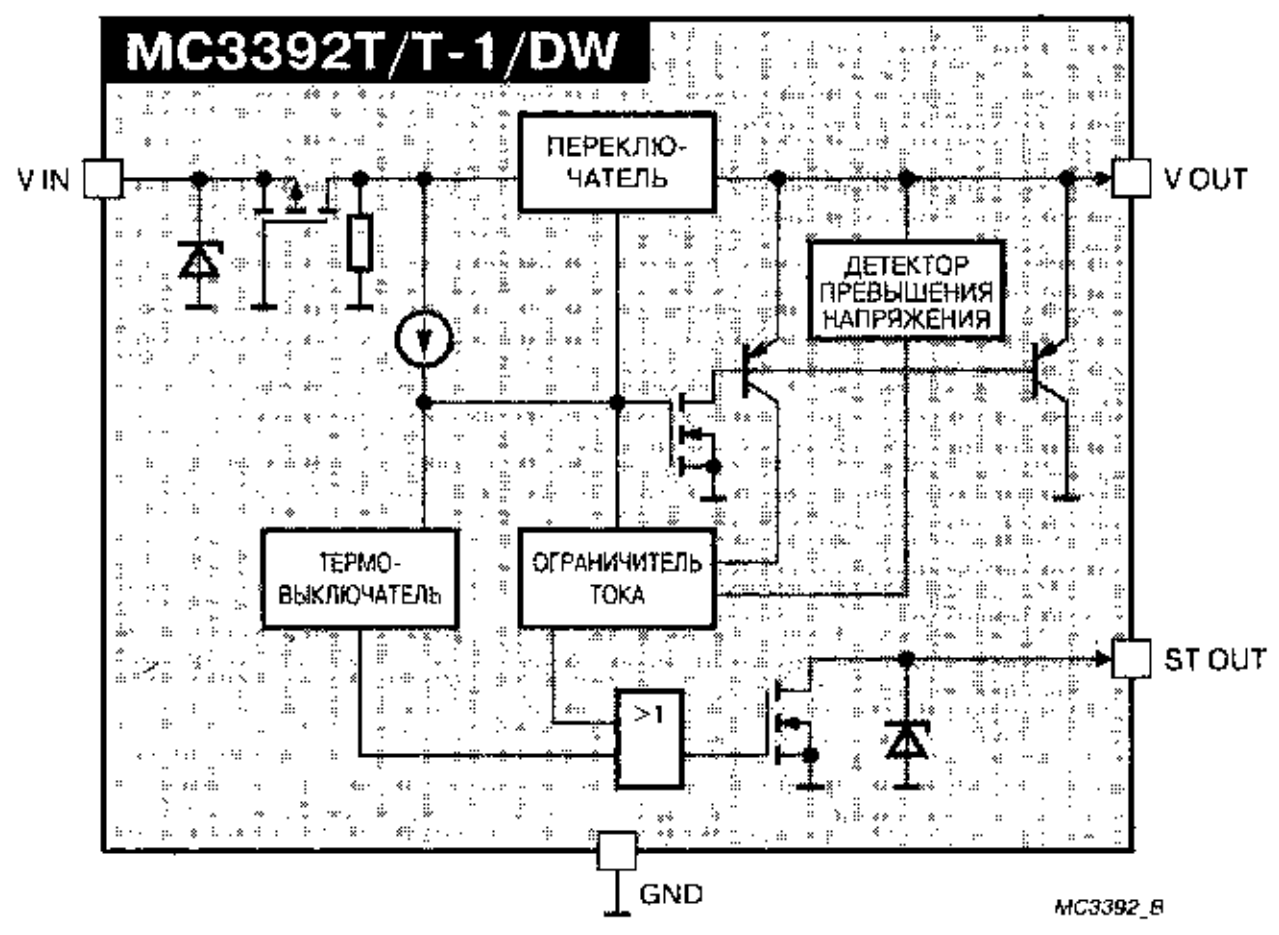 MC3392T/T-1/DW
ПЕРЕКЛЮ-
ЧАТЕЛЬ
V IN
V OUT
ДЕТЕКТОР
ПРЕВЫШЕНИЯ
НАПРЯЖЕНИЯ
ТЕРМО-
ВЫКЛЮЧАТЕЛЬ
ОГРАНИЧИТЕЛЬ
ТОКА
ST OUT
>1
GND
MC3392_B